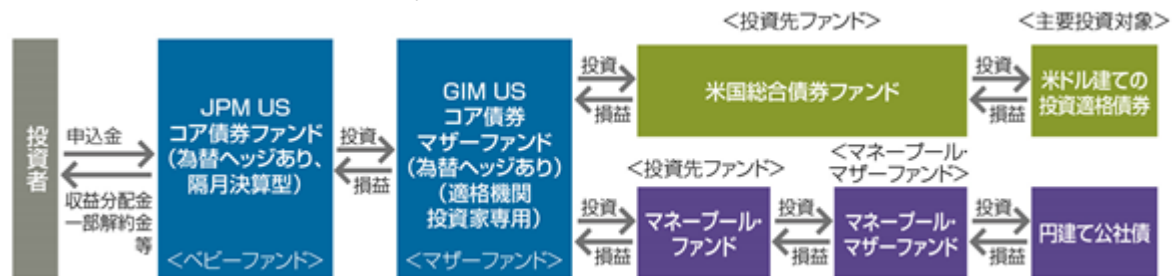 投資者
申込金
収益分配金
一部解約金
等
JPM US
コア債券ファンド
(為替ヘッジあり、
隔月決算型)
<ベビーファンド>
投資
損益
GIM US
コア債券
マザーファンド
(為替ヘッジあり)
(適格機関
投資家専用)
<マザーファンド>
<投資先ファンド>
投資
損益
米国総合債券ファンド
投資
損益
<主要投資対象>
米ドル建ての
投資適格債券
<投資先ファンド>
投資
損益
マネープール・
ファンド
投資
損益
<マネープール・
マザーファンド>
マネープール・
マザーファンド
投資
損益
円建て公社債